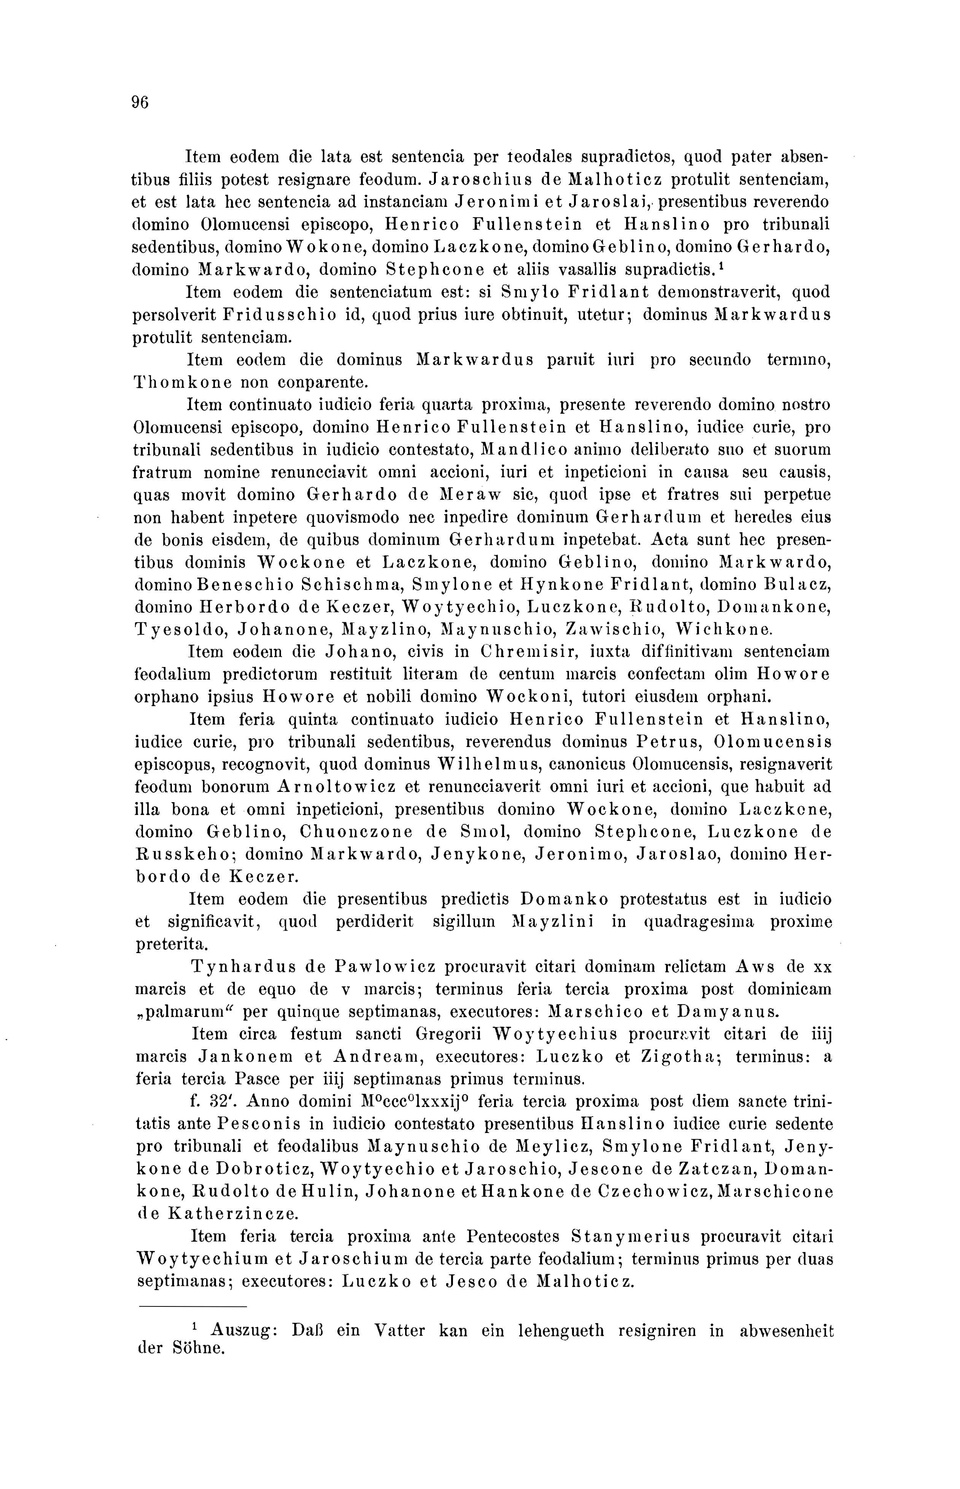 96
Item eodem die lata est sentencia per feodales supradictos, quod pater absen-
tibus filiis potest resignare feodum. Jaroschius de Malhoticz protulit sentenciam,
et est lata hec sentencia ad instanciam Jeronimi et Jaroslai, presentibus reverendo
domino Olomucensi episcopo, Henrico Fullenstein et Hanslino pro tribunali
sedentibus, domino Wokone, domino Laczkone, domino Geblino, domino Gerhardo,
domino Markwardo, domino Stephcone et aliis vasallis supradictis.¹
Item eodem die sentenciatum est: si Smylo Fridlant demonstraverit, quod
persolverit Fridusschio id, quod prius iure obtinuit, utetur; dominus Markwardus
protulit sentenciam.
Item eodem die dominus Markwardus paruit iuri pro secundo termino,
Thomkone non conparente.
Item continuato iudicio feria quarta proxima, presente reverendo domino nostro
Olomucensi episcopo, domino Henrico Fullenstein et Hanslino, iudice curie, pro
tribunali sedentibus in iudicio contestato, Mandlico animo deliberato suo et suorum
fratrum nomine renuncciavit omni accioni, iuri et inpeticioni in causa seu causis,
quas movit domino Gerhardo de Meraw sic, quod ipse et fratres sui perpetue
non habent inpetere quovismodo nec inpedire dominum Gerhardum et heredes eius
de bonis eisdem, de quibus dominum Gerhardum inpetebat. Acta sunt hec presen-
tibus dominis Wockone et Laczkone, domino Geblino, domino Markwardo,
domino Beneschio Schischma, Smylone et Hynkone Fridlant, domino Bulacz,
domino Herbordo de Keczer, Woytyechio, Luczkone, Rudolto, Domankone,
Tyesoldo, Johanone, Mayzlino, Maynuschio, Zawischio, Wichkone.
Item eodem die Johano, civis in Chremisir, iuxta diffinitivam sentenciam
feodalium predictorum restituit literam de centum marcis confectam olim Howore
orphano ipsius Howore et nobili domino Wockoni, tutori eiusdem orphani.
Item feria quinta continuato iudicio Henrico Fullenstein et Hanslino,
iudice curie, pro tribunali sedentibus, reverendus dominus Petrus, Olomucensis
episcopus, recognovit, quod dominus Wilhelmus, canonicus Olomucensis, resignaverit
feodum bonorum Arnoltowicz et renuncciaverit omni iuri et accioni, que habuit ad
illa bona et omni inpeticioni, presentibus domino Wockone, domino Laczkone,
domino Geblino, Chuonczone de Smol, domino Stephcone, Luczkone de
Russkeho; domino Markwardo, Jenykone, Jeronimo, Jaroslao, domino Her-
bordo de Keczer.
Item eodem die presentibus predictis Domanko protestatus est in iudicio
et significavit, quod perdiderit sigillum Mayzlini in quadragesima proxime
preterita.
Tynhardus de Pawlowicz procuravit citari dominam relictam Aws de xx
marcis et de equo de v marcis; terminus feria tercia proxima post dominicam
„palmarum“ per quinque septimanas, executores: Marschico et Damyanus.
Item circa festum sancti Gregorii Woytyechius procuravit citari de iiij
marcis Jankonem et Andream, executores: Luczko et Zigotha; terminus: a
feria tercia Pasce per iiij septimanas primus terminus.
f. 32'. Anno domini M⁰ccc⁰lxxxij⁰ feria tercia proxima post diem sancte trini-
tatis ante Pesconis in iudicio contestato presentibus Hanslino iudice curie sedente
pro tribunali et feodalibus Maynuschio de Meylicz, Smylone Fridlant, Jeny-
kone de Dobroticz, Woytyechio et Jaroschio, Jescone de Zatczan, Doman-
kone, Rudolto de Hulin, Johanone et Hankone de Czechowicz, Marschicone
de Katherzincze.
Item feria tercia proxima ante Pentecostes Stanymerius procuravit citari
Woytyechium et Jaroschium de tercia parte feodalium; terminus primus per duas
septimanas; executores: Luczko et Jesco de Malhoticz.
¹ Auszug: Daß ein Vatter kan ein lehengueth resigniren in abwesenheit
der Söhne.